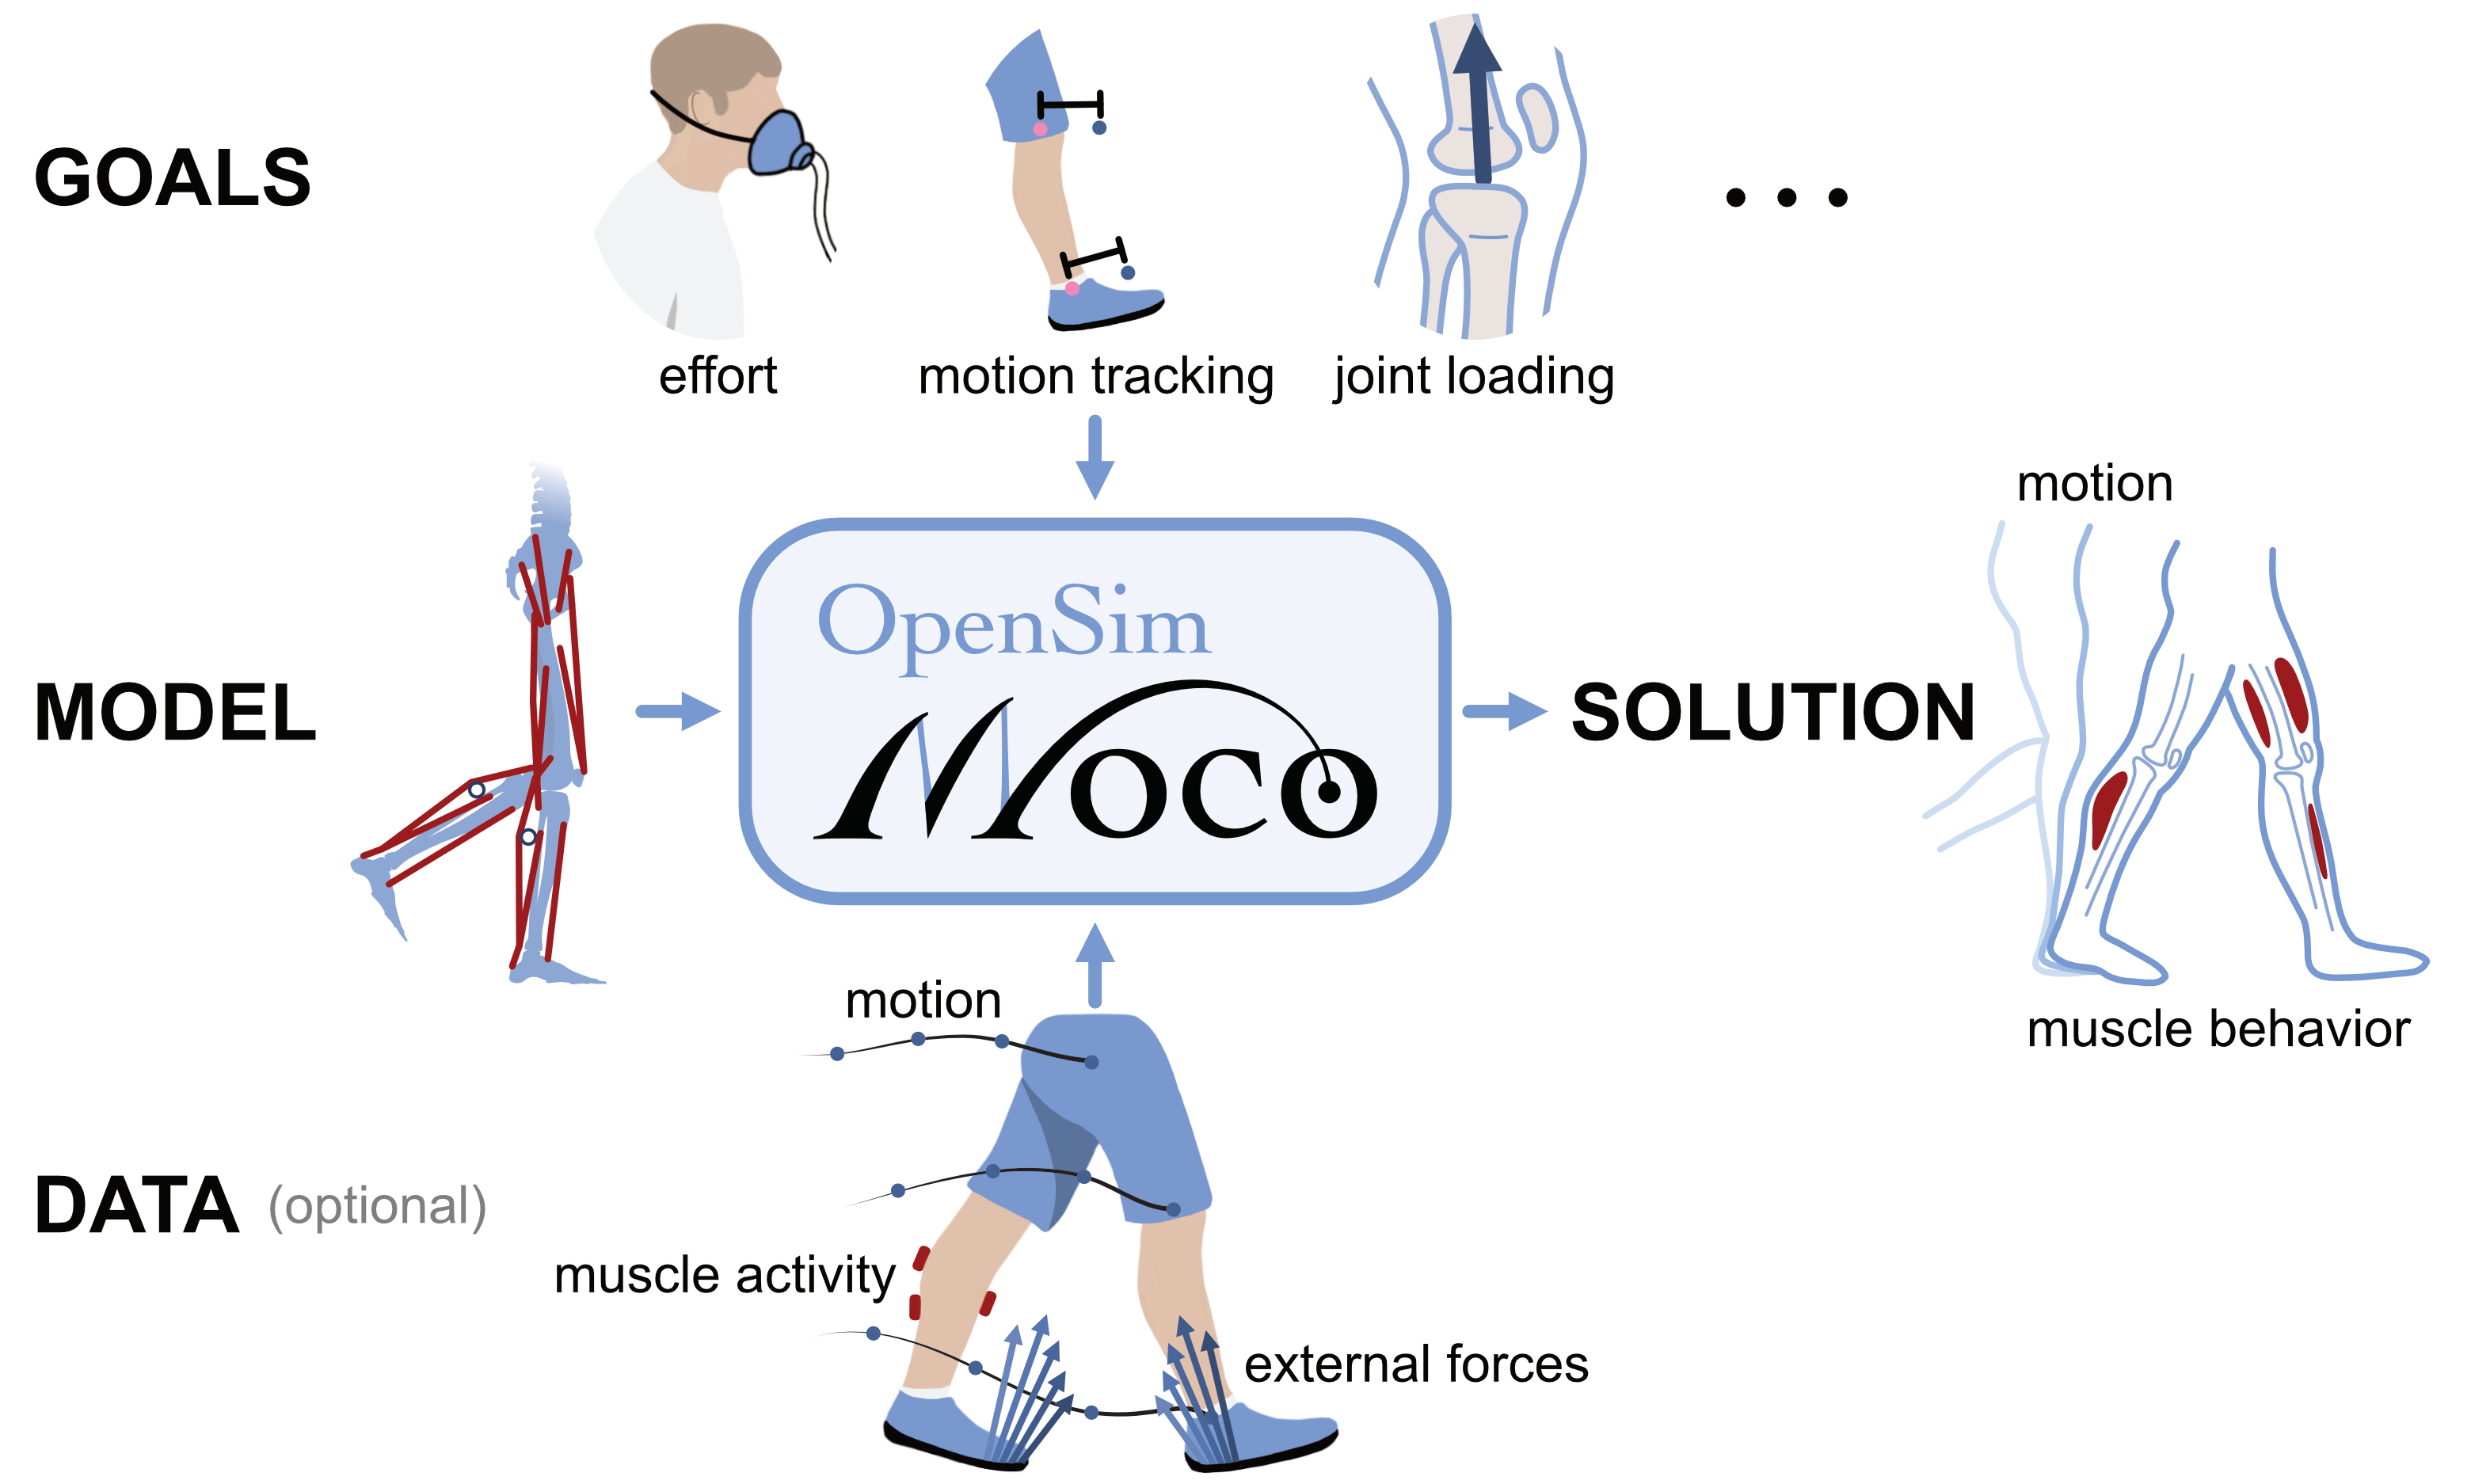 GOALS
effort
motion tracking
joint loading
...
MODEL
OpenSim
Moco
SOLUTION
motion
muscle behavior
DATA (optional)
motion
muscle activity
external forces